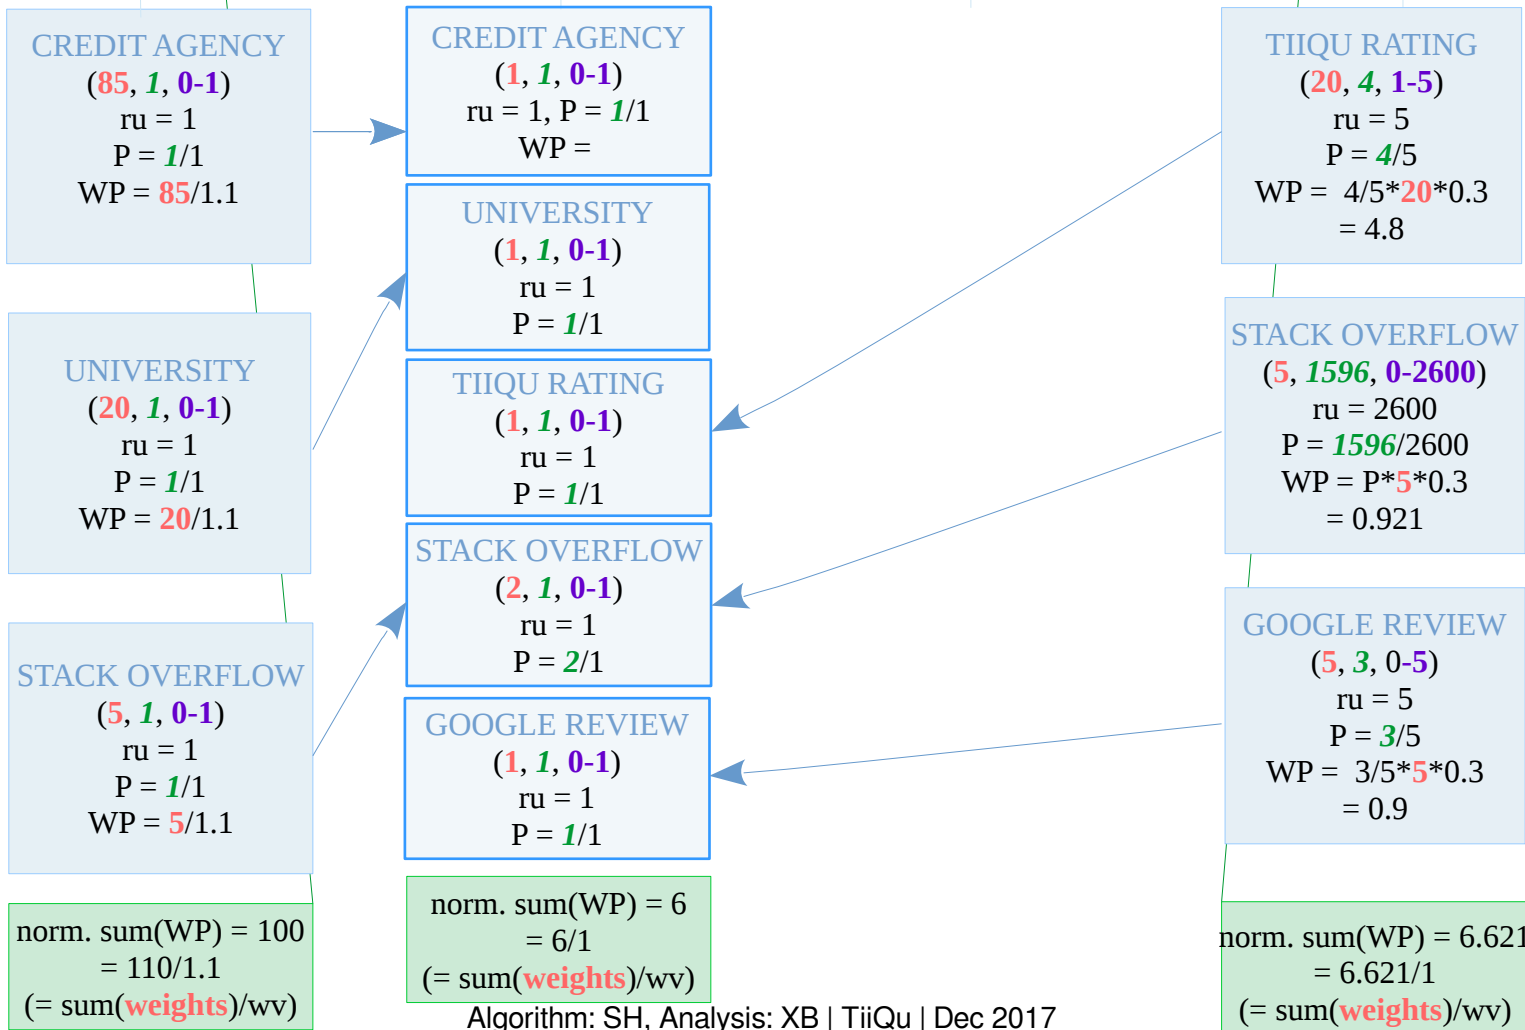 CREDIT AGENCY
(85, 1, 0-1)
ru = 1
P = 1/1
WP = 85/1.1
UNIVERSITY
(20, 1, 0-1)
ru = 1
P = 1/1
WP = 20/1.1
STACK OVERFLOW
(5, 1, 0-1)
ru = 1
P = 1/1
WP = 5/1.1
norm. sum(WP) = 100
= 110/1.1
(= sum(weights)/wv)
CREDIT AGENCY
(1, 1, 0-1)
ru = 1, P = 1/1
WP =
UNIVERSITY
(1, 1, 0-1)
ru = 1
P = 1/1
TIIQU RATING
(1, 1, 0-1)
ru = 1
P = 1/1
STACK OVERFLOW
(2, 1, 0-1)
ru = 1
P = 2/1
GOOGLE REVIEW
(1, 1, 0-1)
ru = 1
P = 1/1
norm. sum(WP) = 6
= 6/1
(= sum(weights)/wv)
TIIQU RATING
(20, 4, 1-5)
ru = 5
P = 4/5
WP = 4/5*20*0.3
= 4.8
STACK OVERFLOW
(5, 1596, 0-2600)
ru = 2600
P = 1596/2600
WP = P*5*0.3
= 0.921
GOOGLE REVIEW
(5, 3, 0-5)
ru = 5
P = 3/5
WP = 3/5*5*0.3
= 0.9
norm. sum(WP) = 6.621
= 6.621/1
(= sum(weights)/wv)
Algorithm: SH, Analysis: XB | TiiQu | Dec 2017